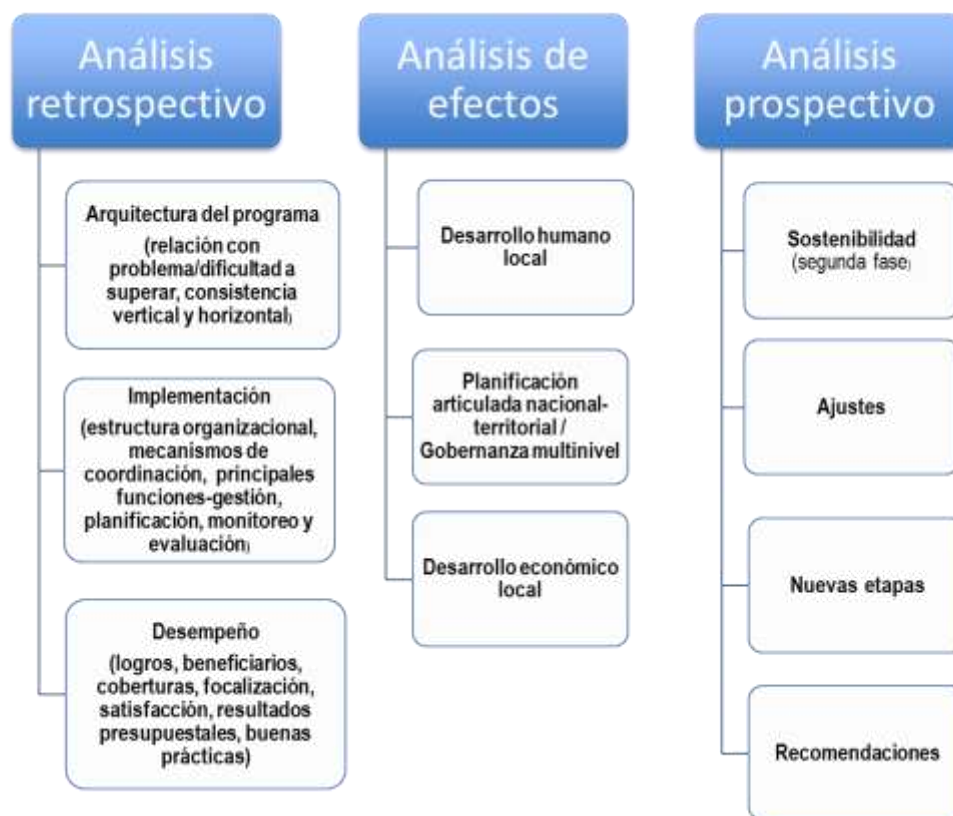 Análisis
retrospectivo
Arquitectura del programa
(relación con
problema/dificultad a
superar, consistencia
vertical y horizontal)
Implementación
(estructura organizacional,
mecanismos de
coordinación, principales
funciones-gestión,
planificación, monitoreo y
evaluación)
Desempeño
(logros, beneficiarios,
coberturas, focalización,
satisfacción, resultados
presupuestales, buenas
prácticas)
Análisis de
efectos
Desarrollo humano
local
Planificación
articulada nacional-
territorial /
Gobernanza multinivel
Desarrollo económico
local
Análisis
prospectivo
Sostenibilidad
(segunda fase)
Ajustes
Nuevas etapas
Recomendaciones